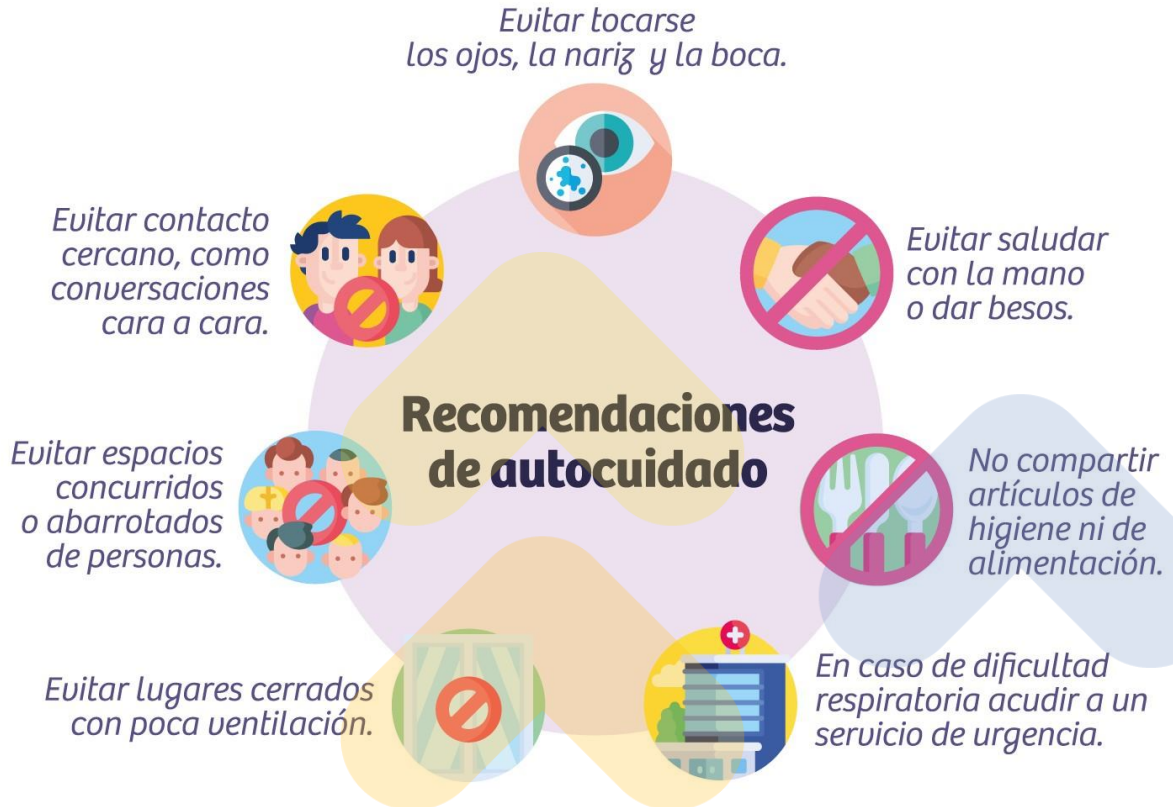 Evitar tocarse
los ojos, la nariz y la boca.
Evitar saludar
con la mano
o dar besos.
No compartir
artículos de
higiene ni de
alimentación.
En caso de dificultad
respiratoria acudir a un
servicio de urgencia.
Evitar lugares cerrados
con poca ventilación.
Evitar espacios
concurridos
o abarrotados
de personas.
Evitar contacto
cercano, como
conversaciones
cara a cara.
Recomendaciones
de autocuidado